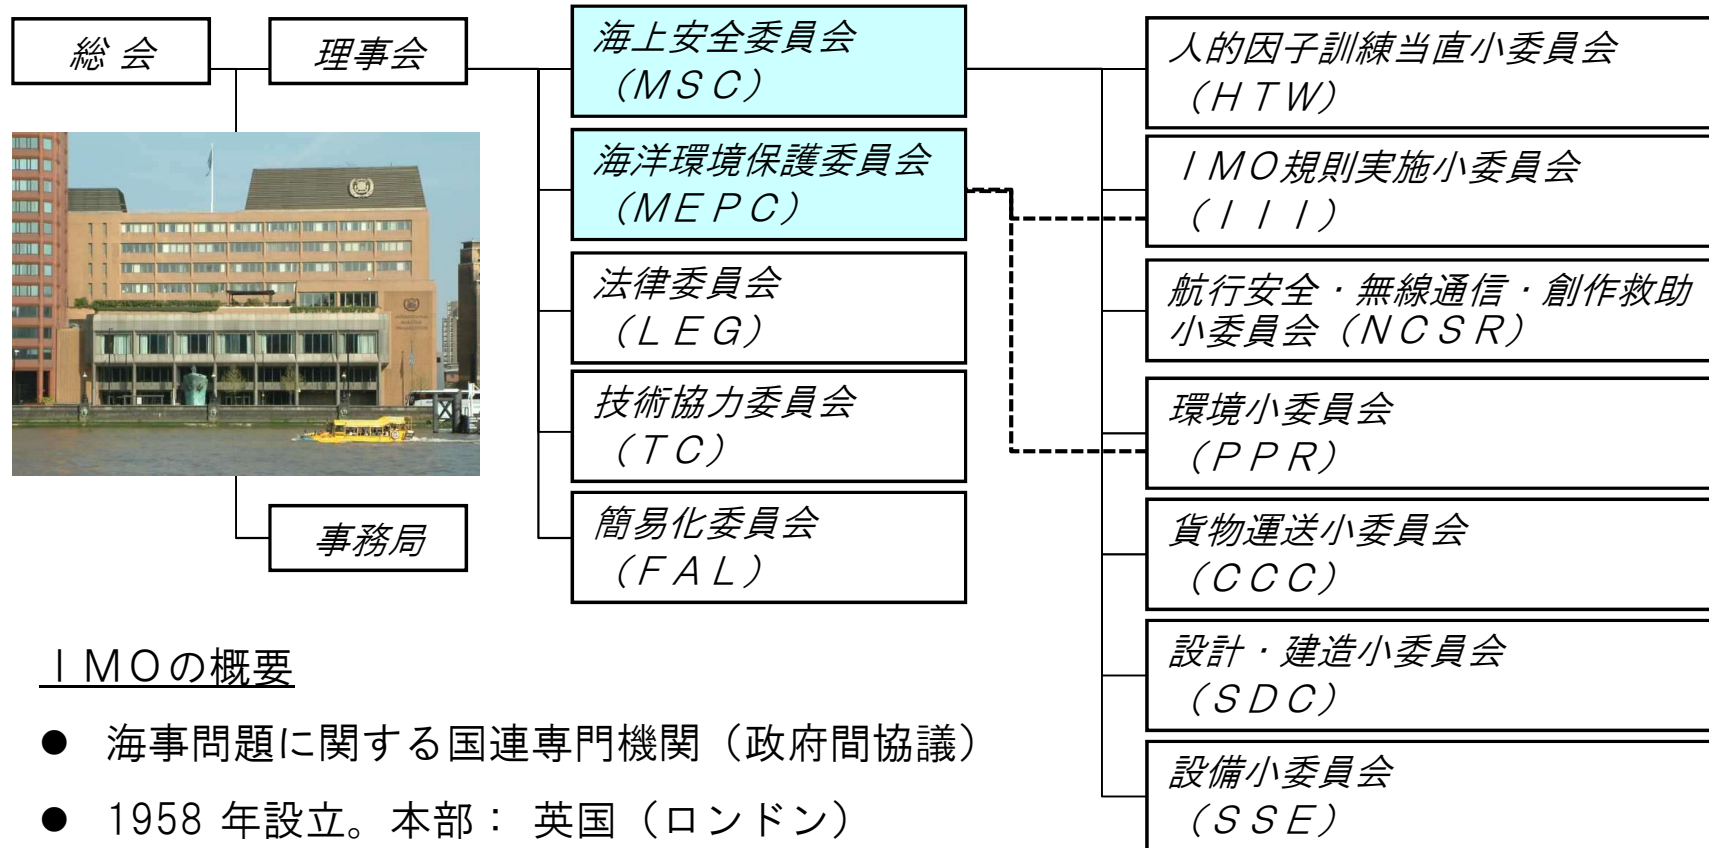 総 会
理事会
事務局
海上安全委員会
（ＭＳＣ）
海洋環境保護委員会
（ＭＥＰＣ）
法律委員会
（ＬＥＧ）
技術協力委員会
（ＴＣ）
簡易化委員会
（ＦＡＬ）
人的因子訓練当直小委員会
（ＨＴＷ）
ＩＭＯ規則実施小委員会
（ＩＩＩ）
航行安全・無線通信・創作救助
小委員会（ＮＣＳＲ）
環境小委員会
（ＰＰＲ）
貨物運送小委員会
（ＣＣＣ）
設計・建造小委員会
（ＳＤＣ）
設備小委員会
（ＳＳＥ）
ＩＭＯの概要
● 海事問題に関する国連専門機関（政府間協議）
● 1958 年設立。本部： 英国（ロンドン）